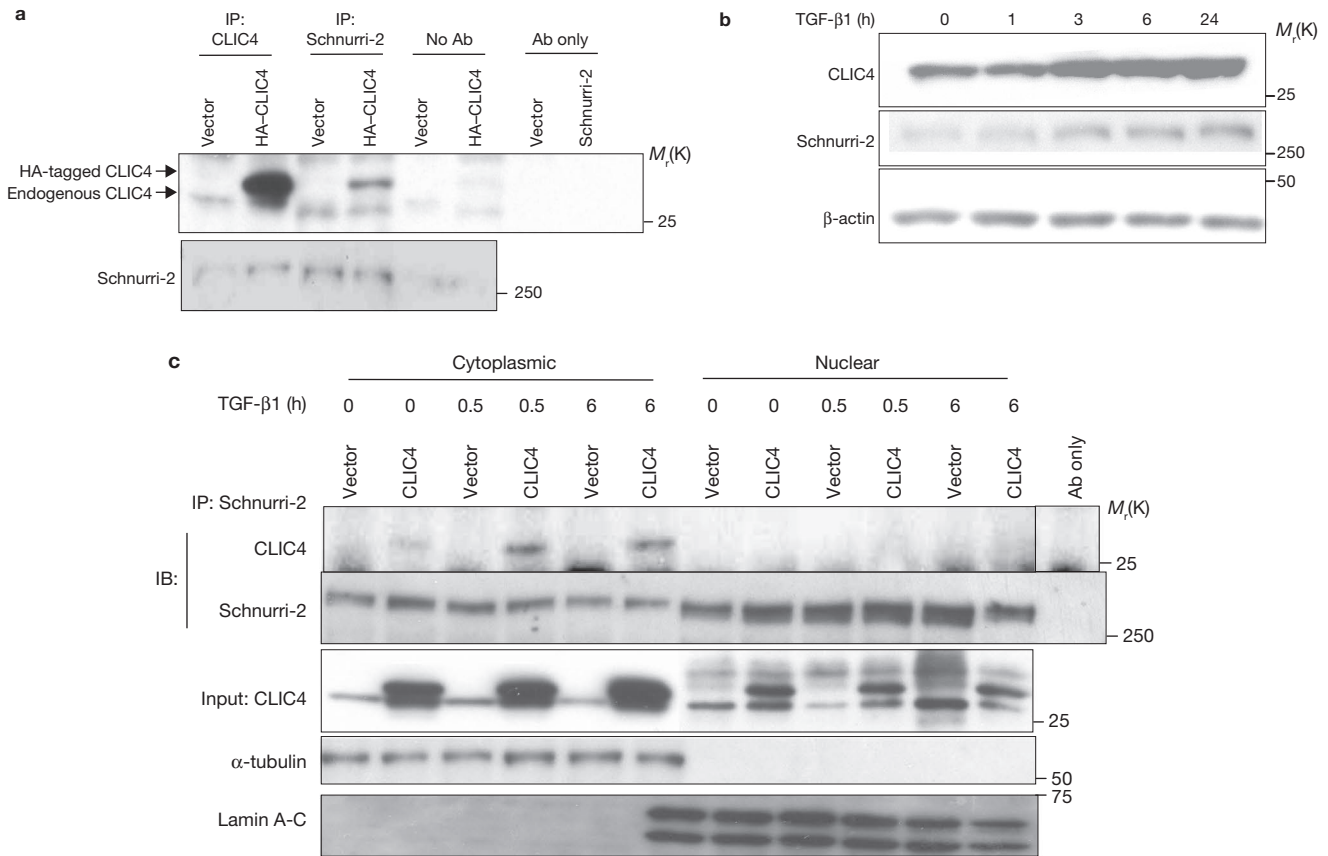 a
IP: CLIC4
IP: Schnurri-2
No Ab
Ab only
Vector
HA–CLIC4
Vector
HA–CLIC4
Vector
HA–CLIC4
Vector
Schnurri-2
Mr(K)
HA-tagged CLIC4
Endogenous CLIC4
25
Schnurri-2
250
b
TGF-β1 (h) 0 1 3 6 24
Mr(K)
CLIC4
25
Schnurri-2
250
50
β-actin
c
Cytoplasmic
Nuclear
TGF-β1 (h) 0 0 0.5 0.5 6 6 0 0 0.5 0.5 6 6
Vector
CLIC4
Vector
CLIC4
Vector
CLIC4
Vector
CLIC4
Vector
CLIC4
Vector
CLIC4
Ab only
IP: Schnurri-2
Mr(K)
IB:
CLIC4
25
Schnurri-2
250
Input: CLIC4
25
α-tubulin
50
75
Lamin A-C